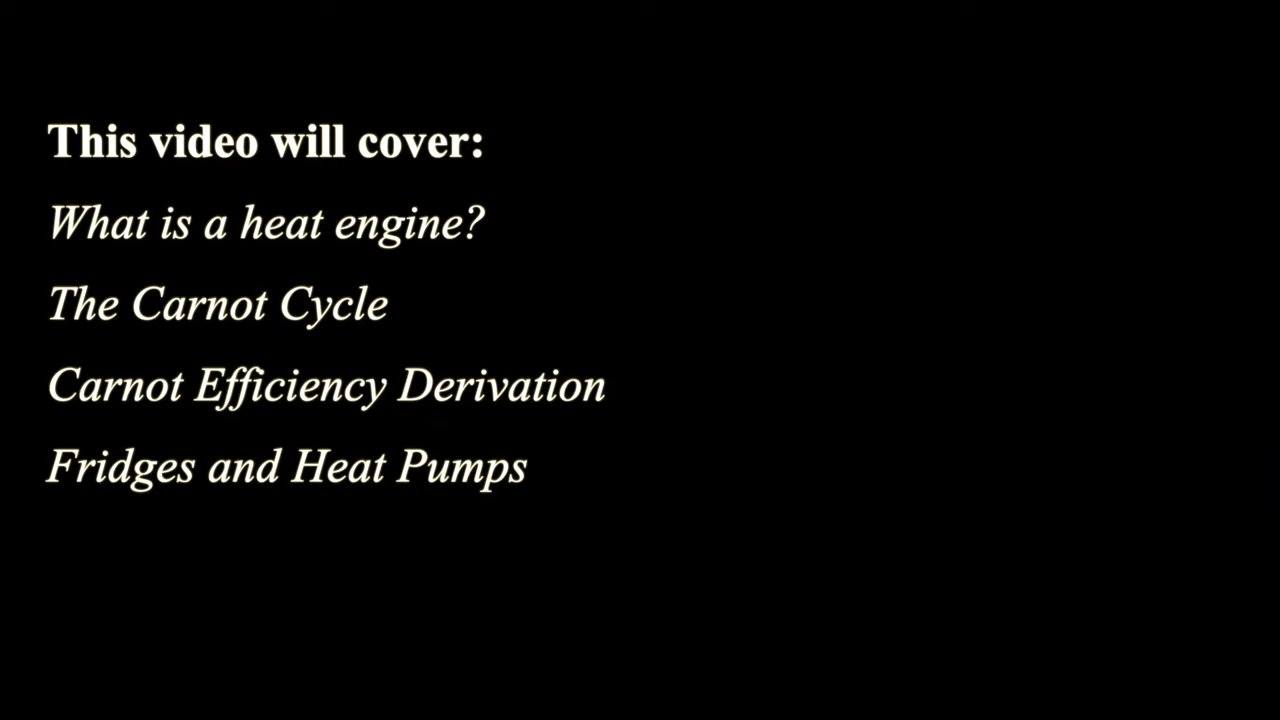 This video will cover:
What is a heat engine?
The Carnot Cycle
Carnot Efficiency Derivation
Fridges and Heat Pumps